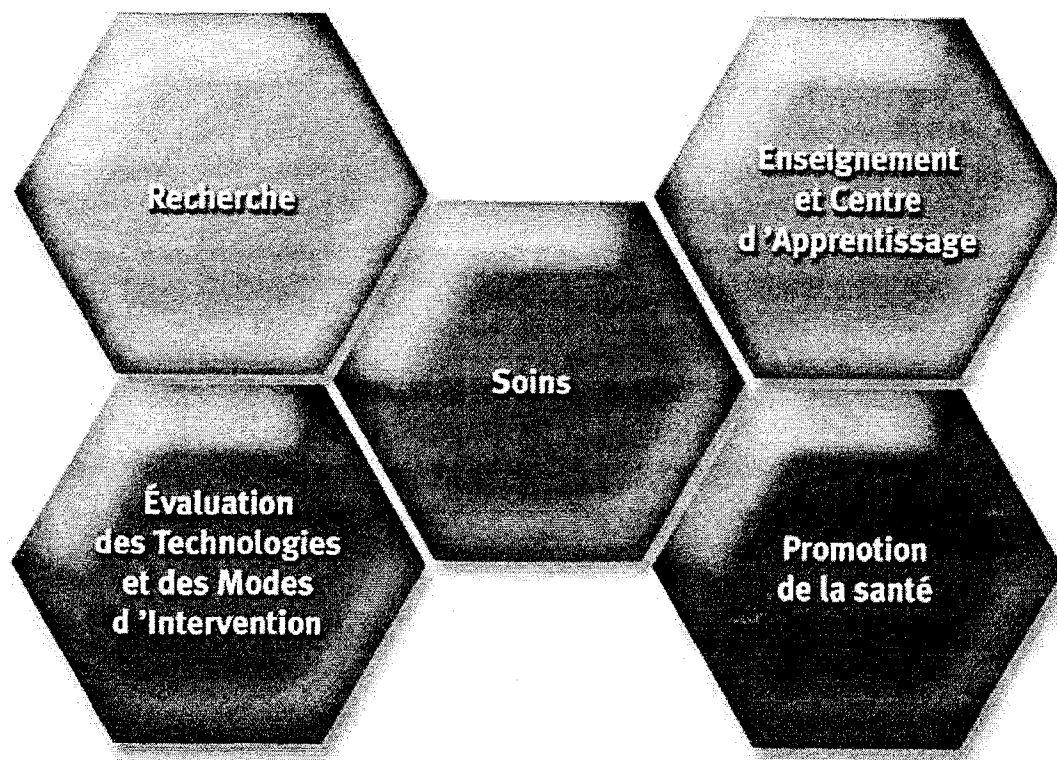 Recherche
Enseignement
et Centre
d ’Apprentissage
Soins
Évaluation
des Technologies
et des Modes
d ’Intervention
Promotion
de la santé